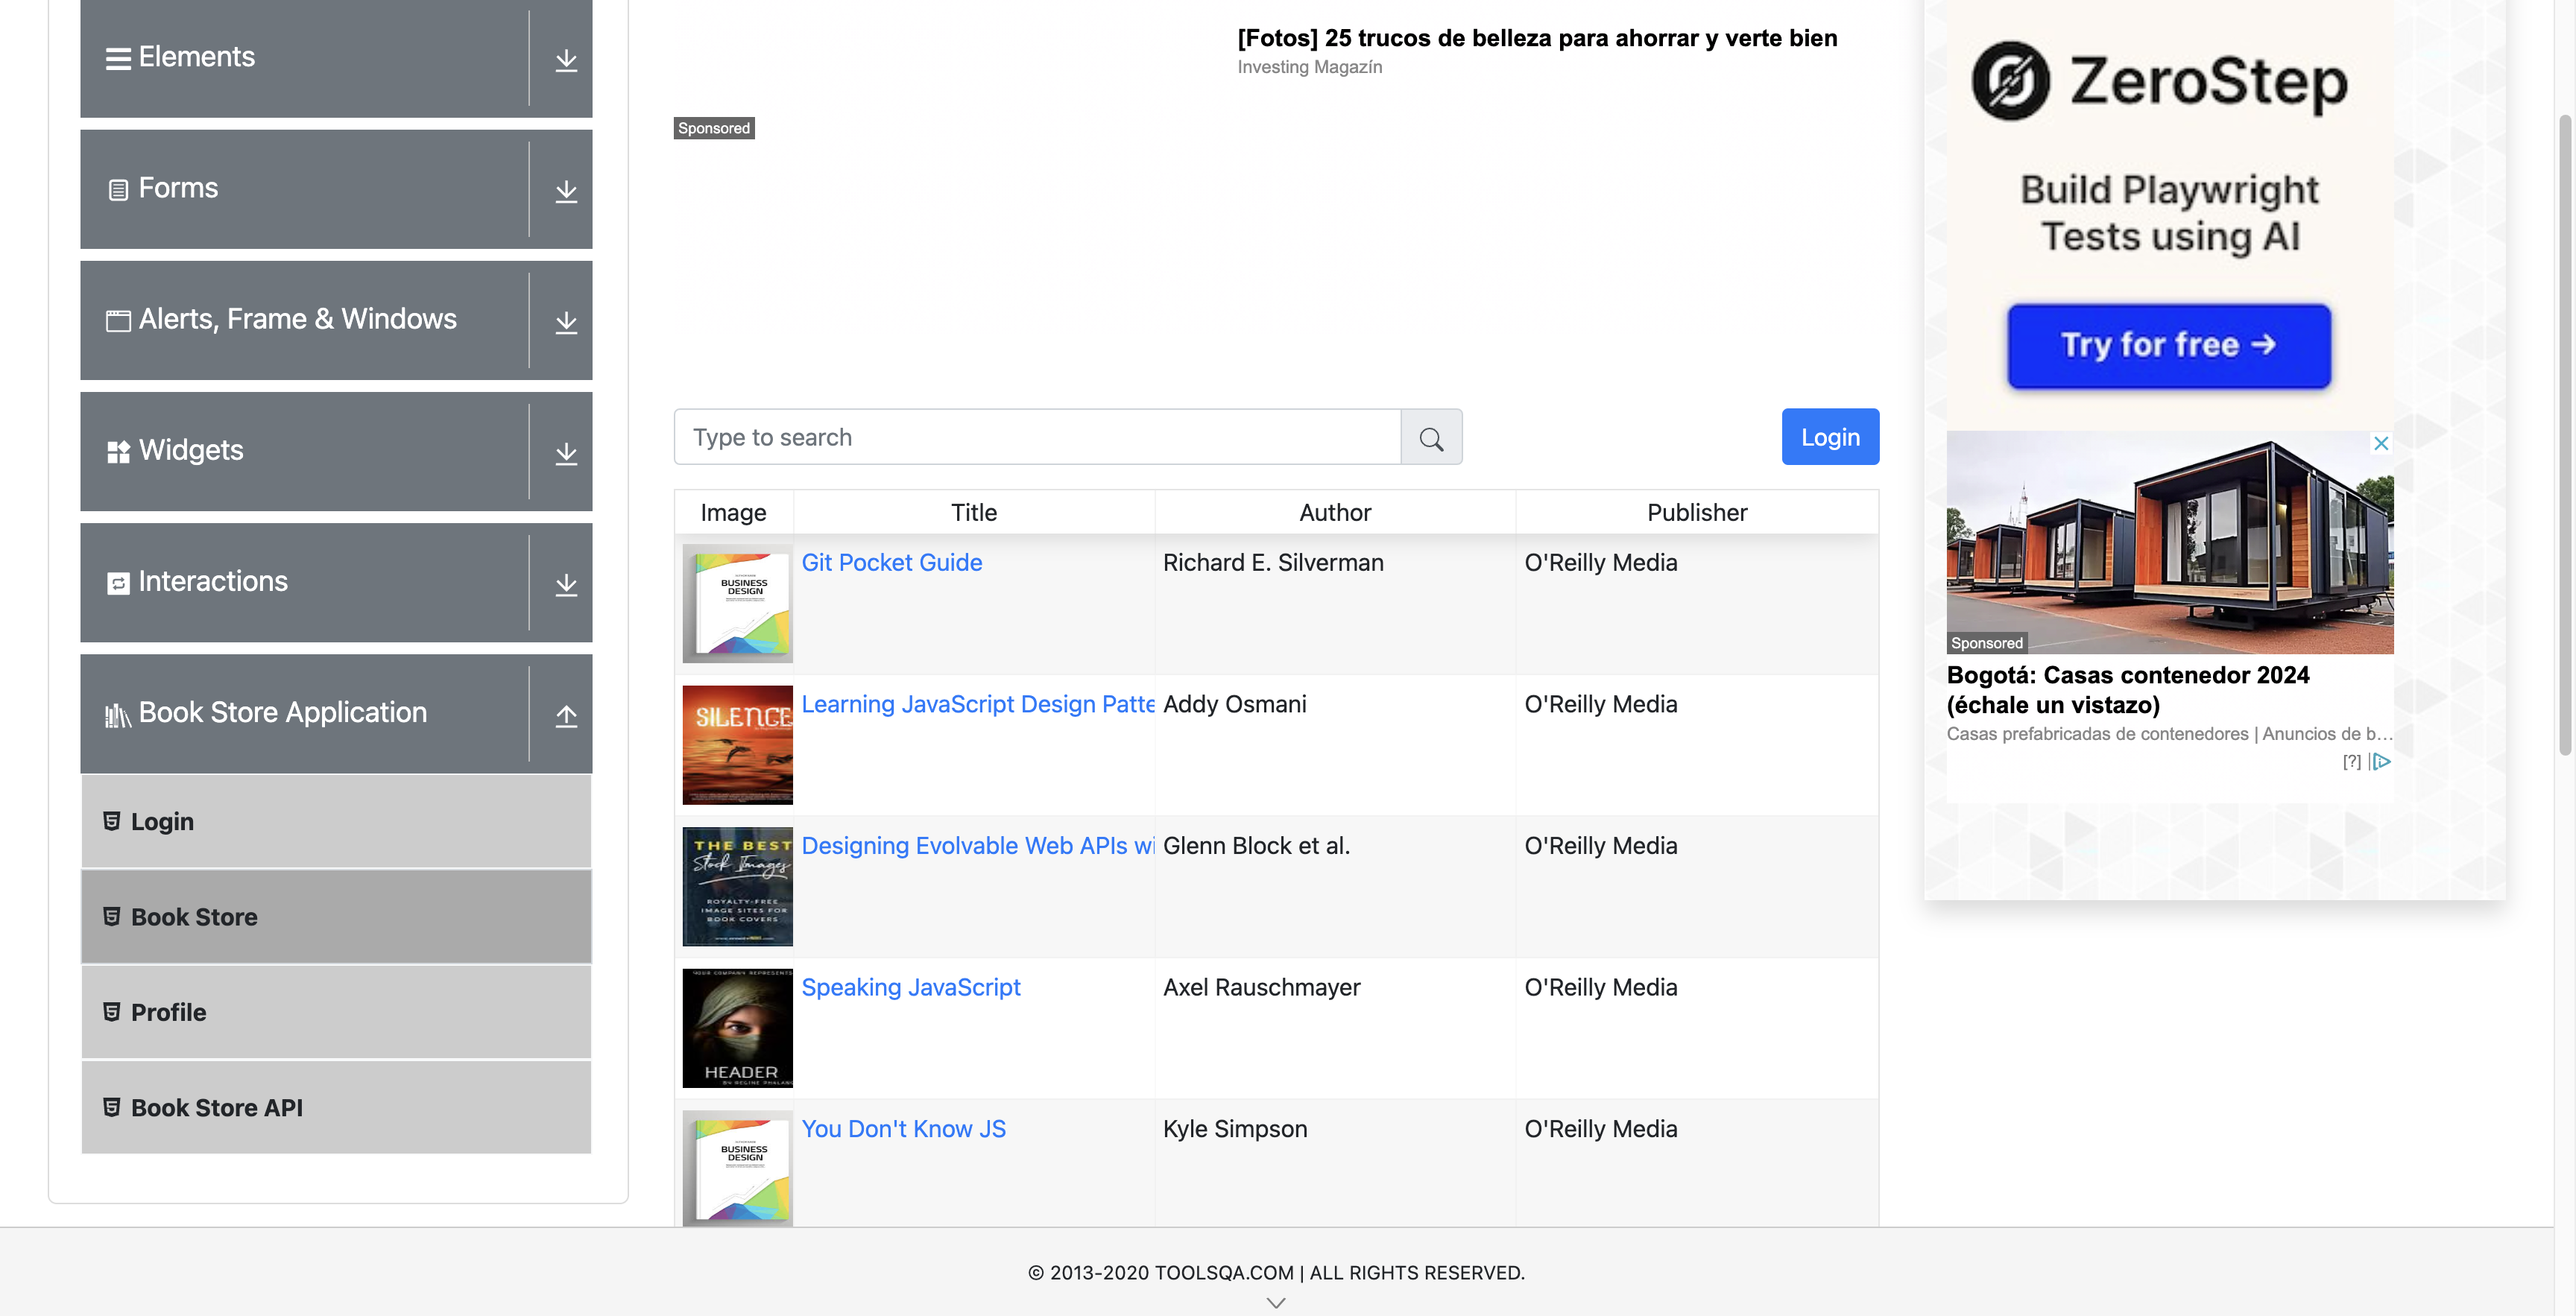 Elements
Forms
Alerts, Frame & Windows
Widgets
Interactions
Book Store Application
Login
Book Store
Profile
Book Store API
[Fotos] 25 trucos de belleza para ahorrar y verte bien
Investing Magazín
Sponsored
Type to search
Login
Image Title Author Publisher
BUSINESS
DESIGN
Git Pocket Guide Richard E. Silverman O'Reilly Media
SILENCE
Learning JavaScript Design Patte Addy Osmani O'Reilly Media
THE BEST
Stock Images
ROYALTY-FREE
IMAGE SITES FOR
BOOK COVERS
Designing Evolvable Web APIs wi Glenn Block et al. O'Reilly Media
YOUR COMPANY REPRESENTS
HEADER
Speaking JavaScript Axel Rauschmayer O'Reilly Media
BUSINESS
DESIGN
You Don't Know JS Kyle Simpson O'Reilly Media
ZeroStep
Build Playwright
Tests using AI
Try for free →
Sponsored
Bogotá: Casas contenedor 2024
(échale un vistazo)
Casas prefabricadas de contenedores | Anuncios de b...
[?]
© 2013-2020 TOOLSQA.COM | ALL RIGHTS RESERVED.